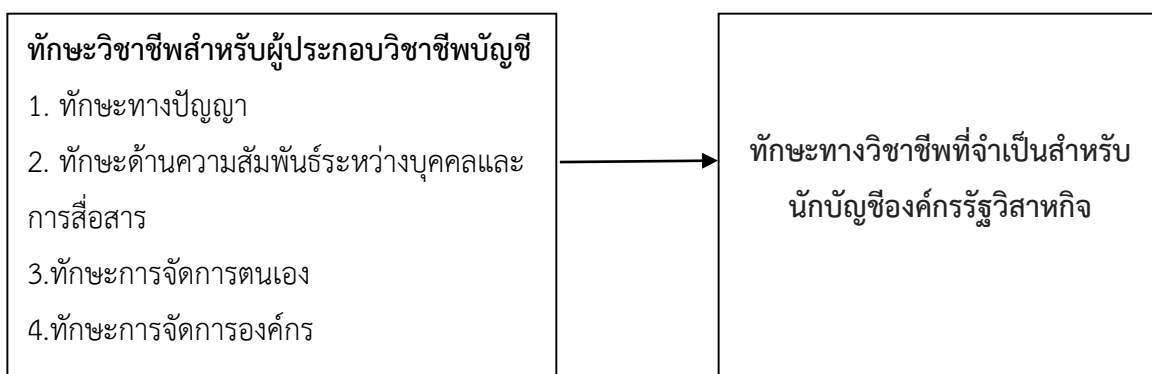 ทักษะวิชาชีพสำหรับผู้ประกอบวิชาชีพบัญชี
1. ทักษะทางปัญญา
2. ทักษะด้านความสัมพันธ์ระหว่างบุคคลและ
การสื่อสาร
3.ทักษะการจัดการตนเอง
4.ทักษะการจัดการองค์กร
ทักษะทางวิชาชีพที่จำเป็นสำหรับ
นักบัญชีองค์กรรัฐวิสาหกิจ